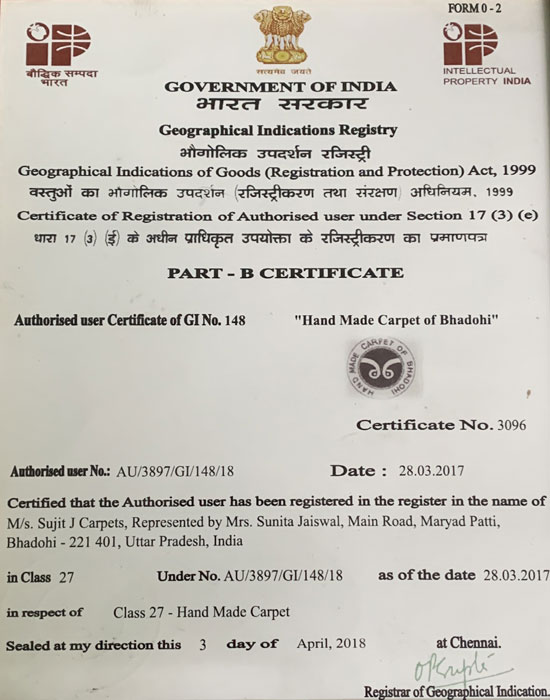 FORM 0 - 2
बौद्धिक सम्पदा
भारत
सत्यमेव जयते
INTELLECTUAL
PROPERTY INDIA
GOVERNMENT OF INDIA
भारत सरकार
Geographical Indications Registry
भौगोलिक उपदर्शन रजिस्ट्री
Geographical Indications of Goods (Registration and Protection) Act, 1999
वस्तुओं का भौगोलिक उपदर्शन (रजिस्ट्रीकरण तथा संरक्षण) अधिनियम, 1999
Certificate of Registration of Authorised user under Section 17 (3) (e)
धारा 17 (3) (ई) के अधीन प्राधिकृत उपयोक्ता के रजिस्ट्रीकरण का प्रमाणपत्र
PART - B CERTIFICATE
Authorised user Certificate of GI No. 148 "Hand Made Carpet of Bhadohi"
HAND MADE CARPET OF BHADOHI
Certificate No. 3096
Authorised user No.: AU/3897/GI/148/18 Date : 28.03.2017
Certified that the Authorised user has been registered in the register in the name of
M/s. Sujit J Carpets, Represented by Mrs. Sunita Jaiswal, Main Road, Maryad Patti,
Bhadohi - 221 401, Uttar Pradesh, India
in Class 27 Under No. AU/3897/GI/148/18 as of the date 28.03.2017
in respect of Class 27 - Hand Made Carpet
Sealed at my direction this 3 day of April, 2018 at Chennai.
Registrar of Geographical Indication.